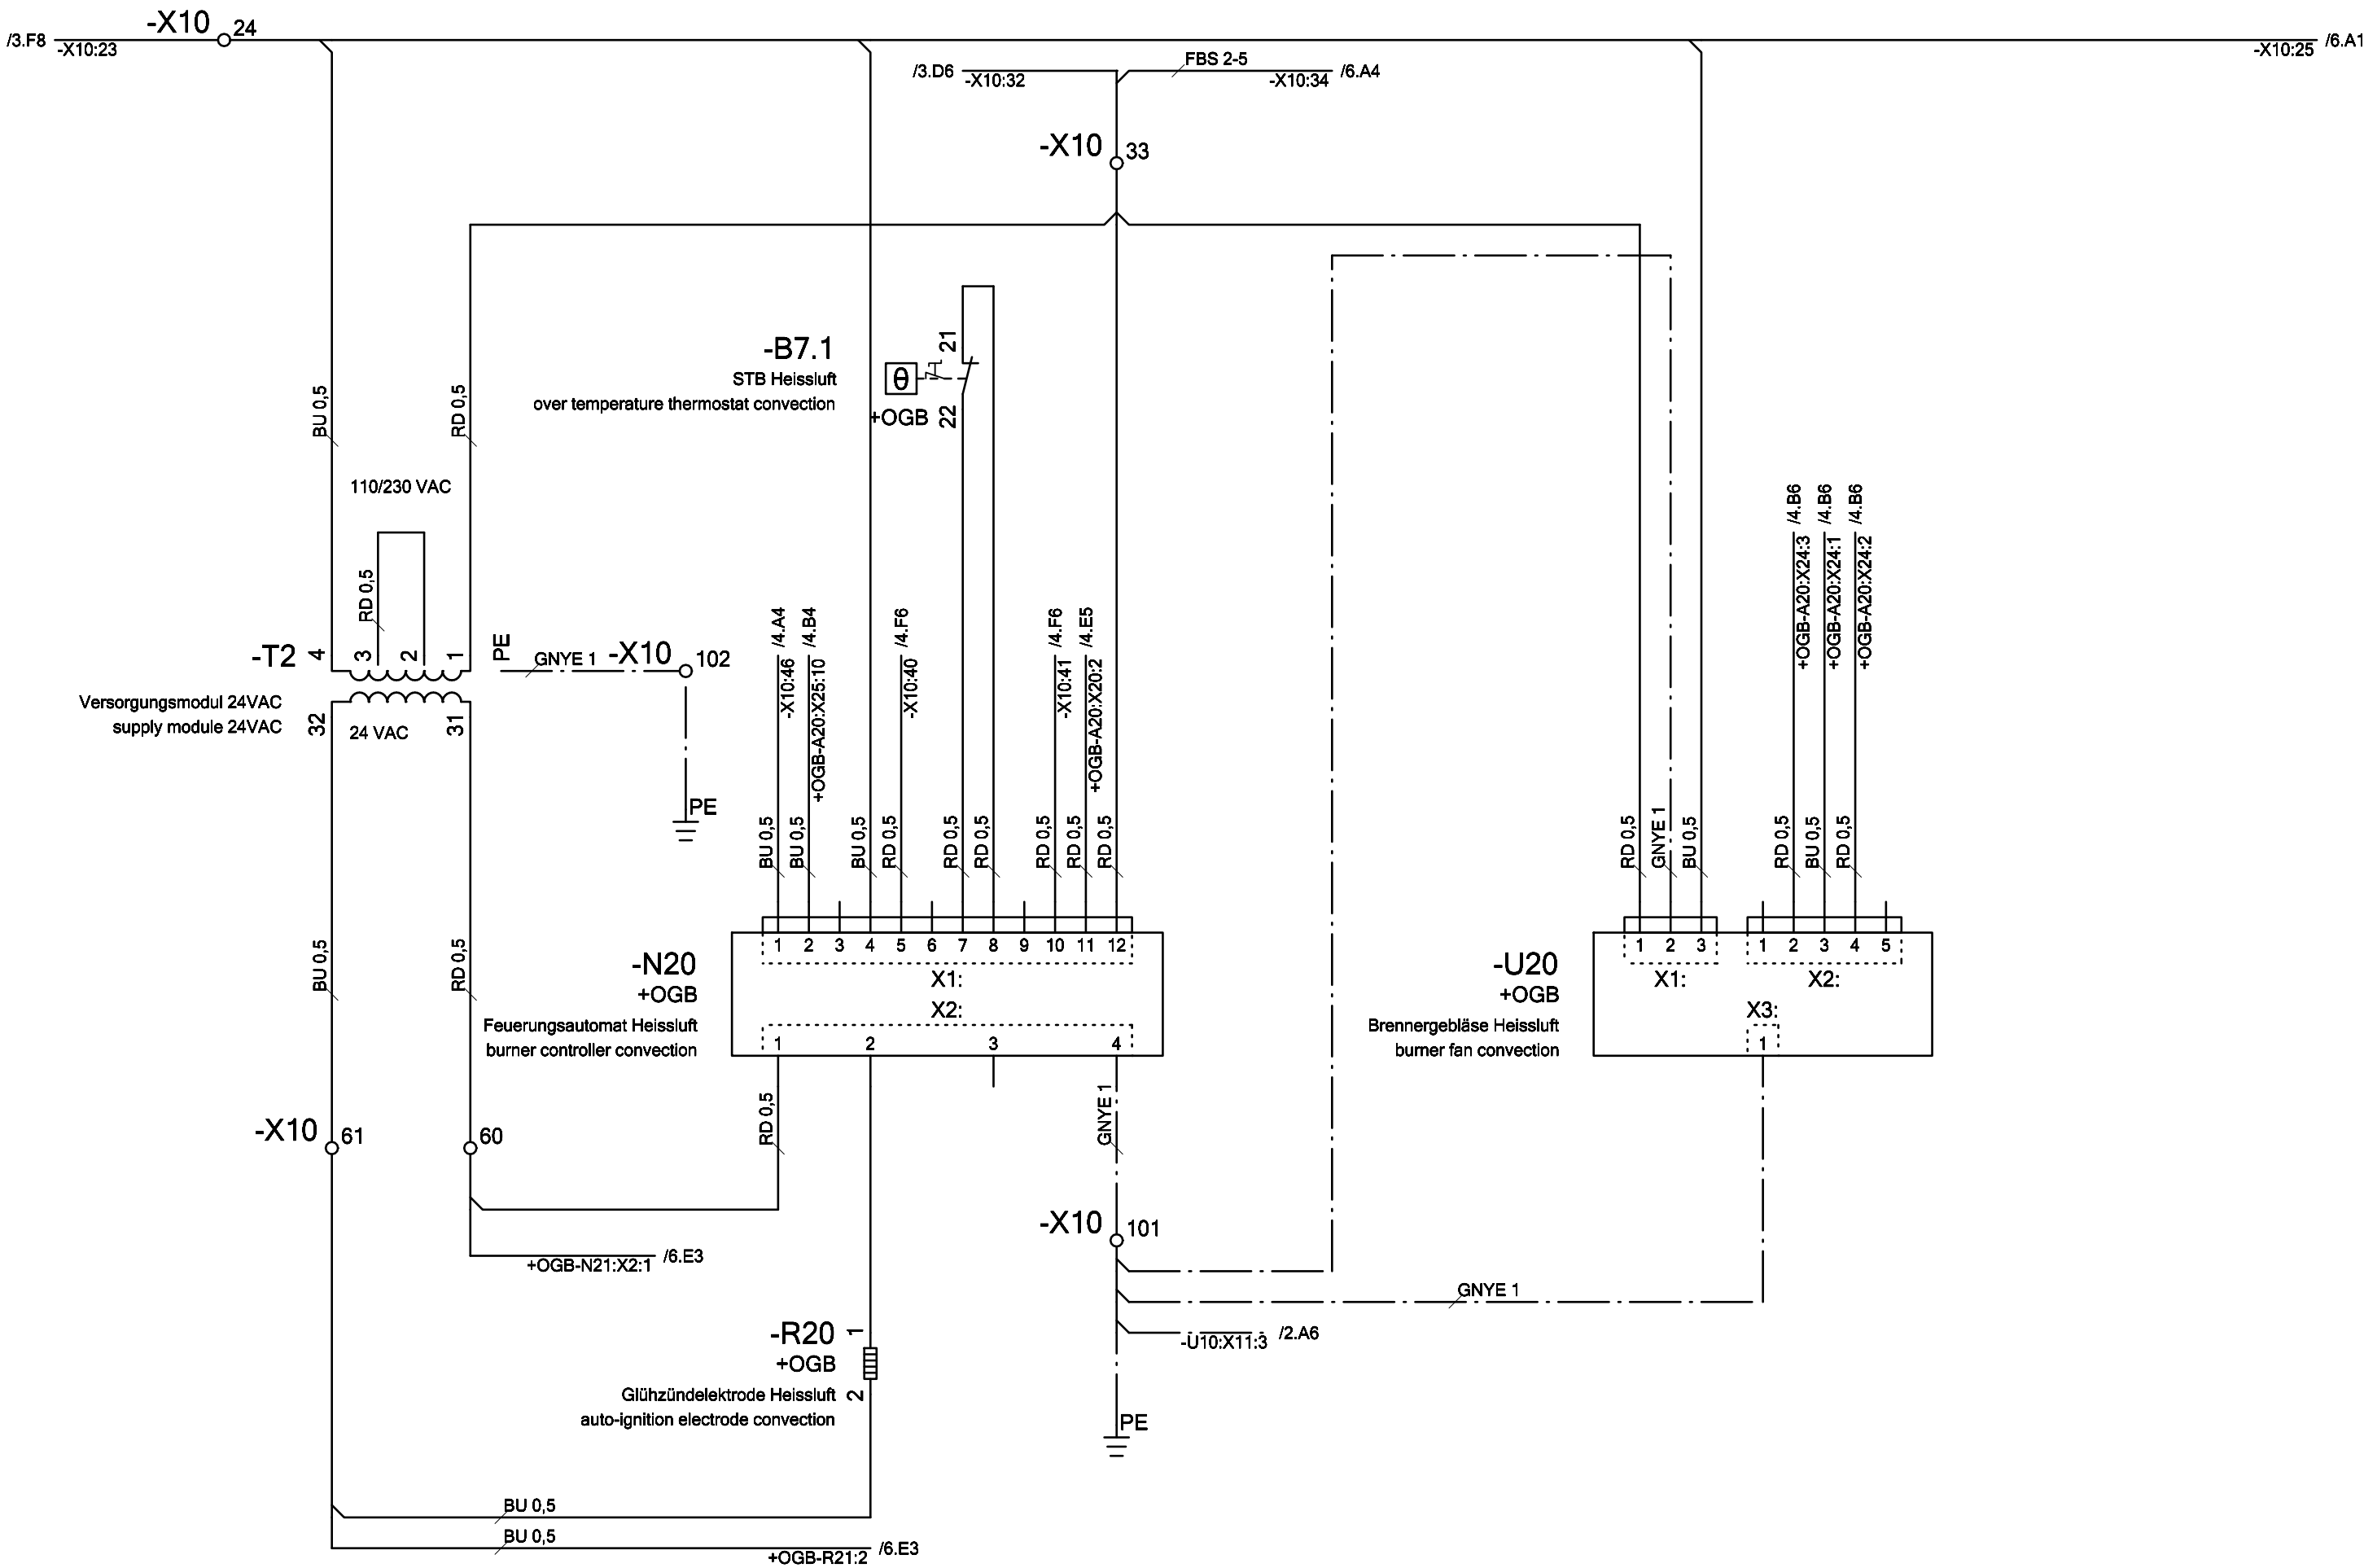 -X10 24
/3.F8 -X10:23
-X10:25 /6.A1
/3.D6 -X10:32
FBS 2-5
-X10:34 /6.A4
-X10 33
-B7.1
STB Heissluft
over temperature thermostat convection
θ
+OGB
21
22
BU 0,5
RD 0,5
110/230 VAC
RD 0,5
-T2
4
3
2
1
Versorgungsmodul 24VAC
supply module 24VAC
32
24 VAC
31
PE
GNYE 1
-X10 102
PE
/4.A4
-X10:46
/4.B4
+OGB-A20:X25:10
/4.F6
-X10:40
/4.F6
-X10:41
/4.E5
+OGB-A20:X20:2
/4.B6
+OGB-A20:X24:3
/4.B6
+OGB-A20:X24:1
/4.B6
+OGB-A20:X24:2
BU 0,5
BU 0,5
BU 0,5
RD 0,5
RD 0,5
RD 0,5
RD 0,5
RD 0,5
RD 0,5
RD 0,5
GNYE 1
BU 0,5
RD 0,5
BU 0,5
RD 0,5
BU 0,5
RD 0,5
-N20
+OGB
Feuerungsautomat Heissluft
burner controller convection
1 2 3 4 5 6 7 8 9 10 11 12
X1:
X2:
1 2 3 4
-U20
+OGB
Brennergebläse Heissluft
burner fan convection
1 2 3
X1:
1 2 3 4 5
X2:
X3:
1
-X10 61
60
RD 0,5
GNYE 1
+OGB-N21:X2:1 /6.E3
-X10 101
GNYE 1
-U10:X11:3 /2.A6
PE
-R20
+OGB
Glühzündelektrode Heissluft
auto-ignition electrode convection
1
2
BU 0,5
BU 0,5
+OGB-R21:2 /6.E3